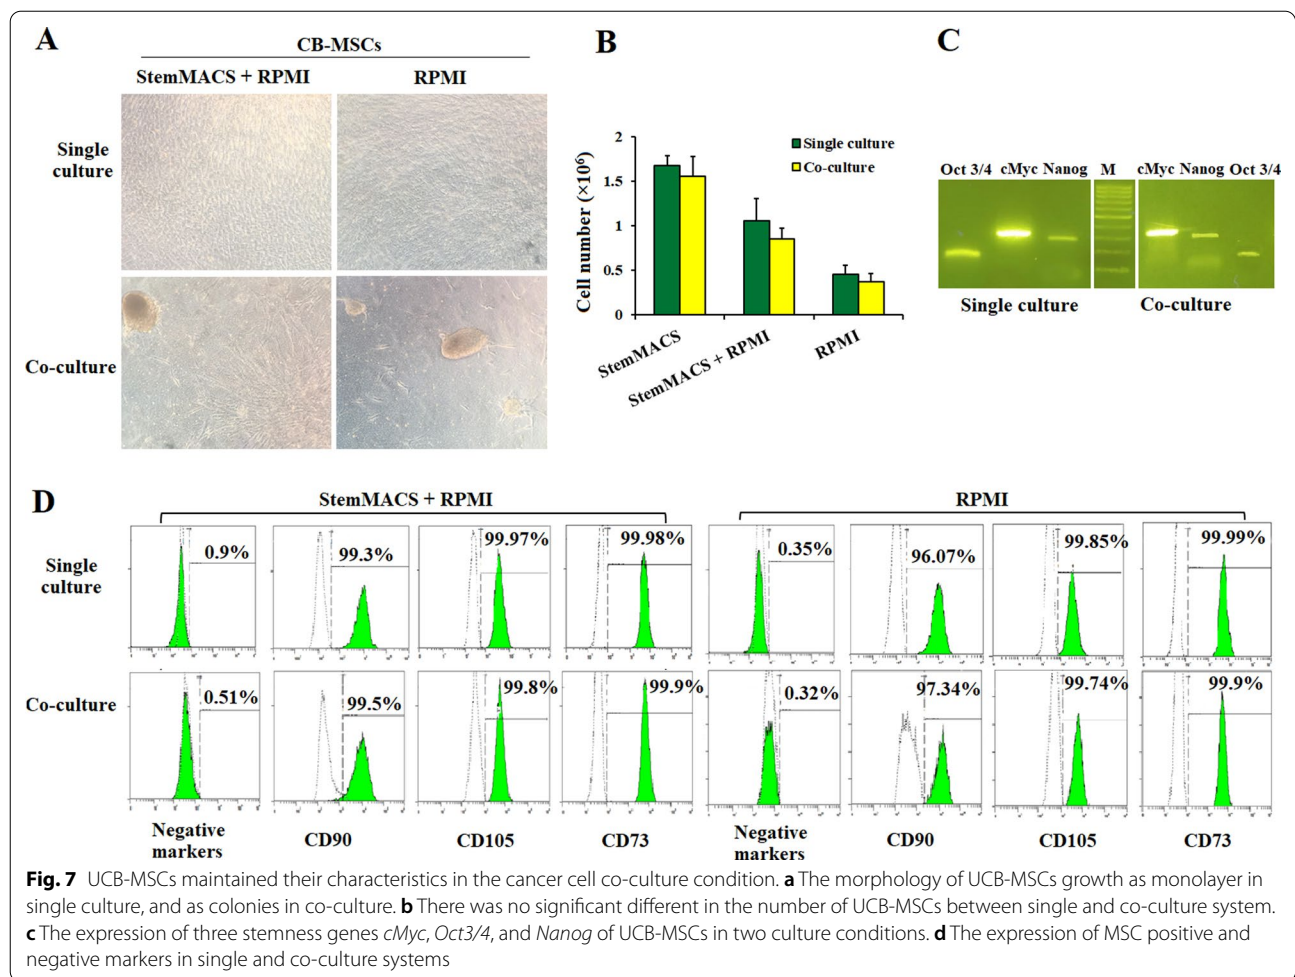 A
CB-MSCs
StemMACS + RPMI
RPMI
Single
culture
Co-culture
B
Cell number (×10⁶)
2
1.5
1
0.5
0
Single culture
Co-culture
StemMACS
StemMACS + RPMI
RPMI
C
Oct 3/4 cMyc Nanog M cMyc Nanog Oct 3/4
Single culture
Co-culture
D
StemMACS + RPMI
RPMI
Single
culture
0.9% 99.3% 99.97% 99.98% 0.35% 96.07% 99.85% 99.99%
Co-culture
0.51% 99.5% 99.8% 99.9% 0.32% 97.34% 99.74% 99.9%
Negative
markers
CD90 CD105 CD73
Negative
markers
CD90 CD105 CD73
Fig. 7 UCB-MSCs maintained their characteristics in the cancer cell co-culture condition. a The morphology of UCB-MSCs growth as monolayer in
single culture, and as colonies in co-culture. b There was no significant different in the number of UCB-MSCs between single and co-culture system.
c The expression of three stemness genes cMyc, Oct3/4, and Nanog of UCB-MSCs in two culture conditions. d The expression of MSC positive and
negative markers in single and co-culture systems